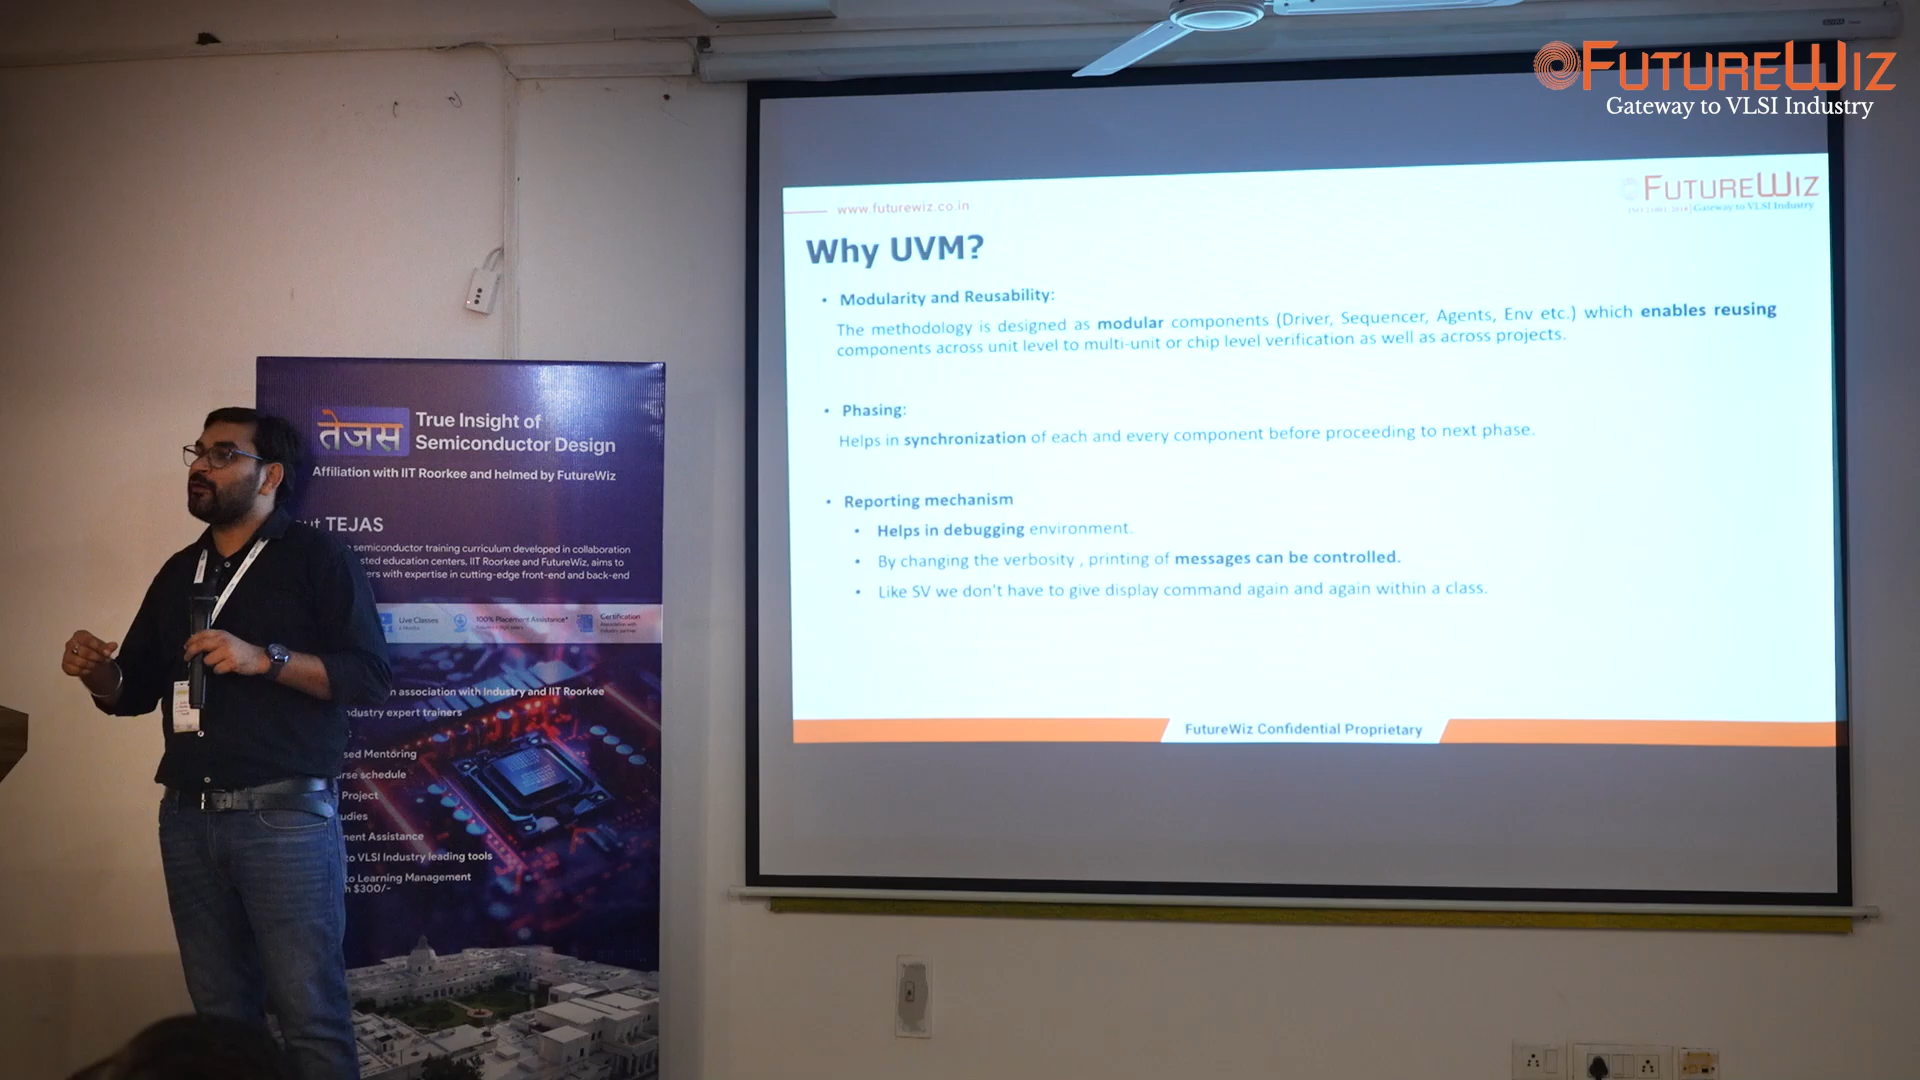 FUTUREWIZ
Gateway to VLSI Industry
www.futurewiz.co.in
FUTUREWIZ
Gateway to VLSI Industry
Why UVM?
• Modularity and Reusability:
The methodology is designed as modular components (Driver, Sequencer, Agents, Env etc.) which enables reusing
components across unit level to multi-unit or chip level verification as well as across projects.
• Phasing:
Helps in synchronization of each and every component before proceeding to next phase.
• Reporting mechanism
• Helps in debugging environment.
• By changing the verbosity , printing of messages can be controlled.
• Like SV we don't have to give display command again and again within a class.
FutureWiz Confidential Proprietary
तेजस
True Insight of
Semiconductor Design
Affiliation with IIT Roorkee and helmed by FutureWiz
TEJAS
semiconductor training curriculum developed in collaboration
education centers, IIT Roorkee and FutureWiz, aims to
with expertise in cutting-edge front-end and back-end
Live Classes
100% Placement Assistance*
Certification
association with Industry and IIT Roorkee
expert trainers
Mentoring
schedule
Project
Assistance
to VLSI Industry leading tools
to Learning Management
$300/-